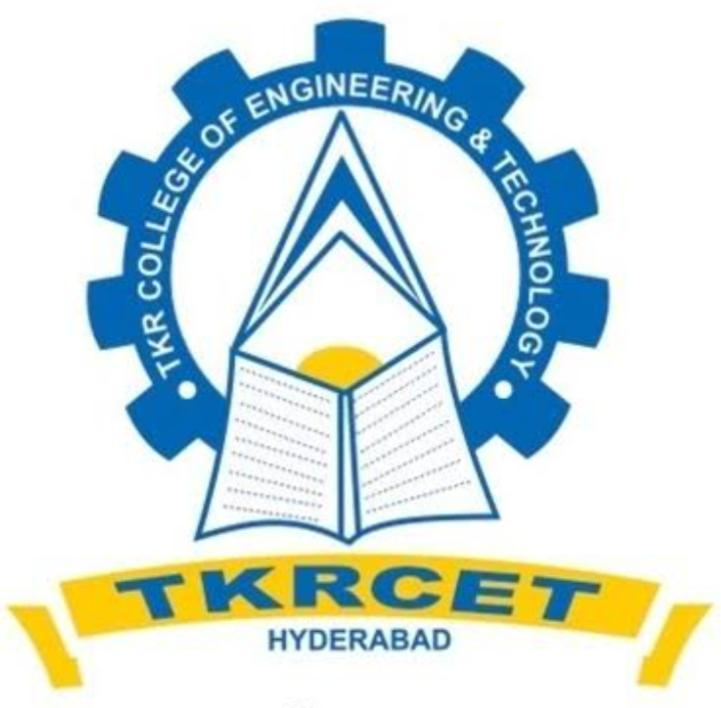 TKR COLLEGE OF ENGINEERING & TECHNOLOGY
TKRCET
HYDERABAD